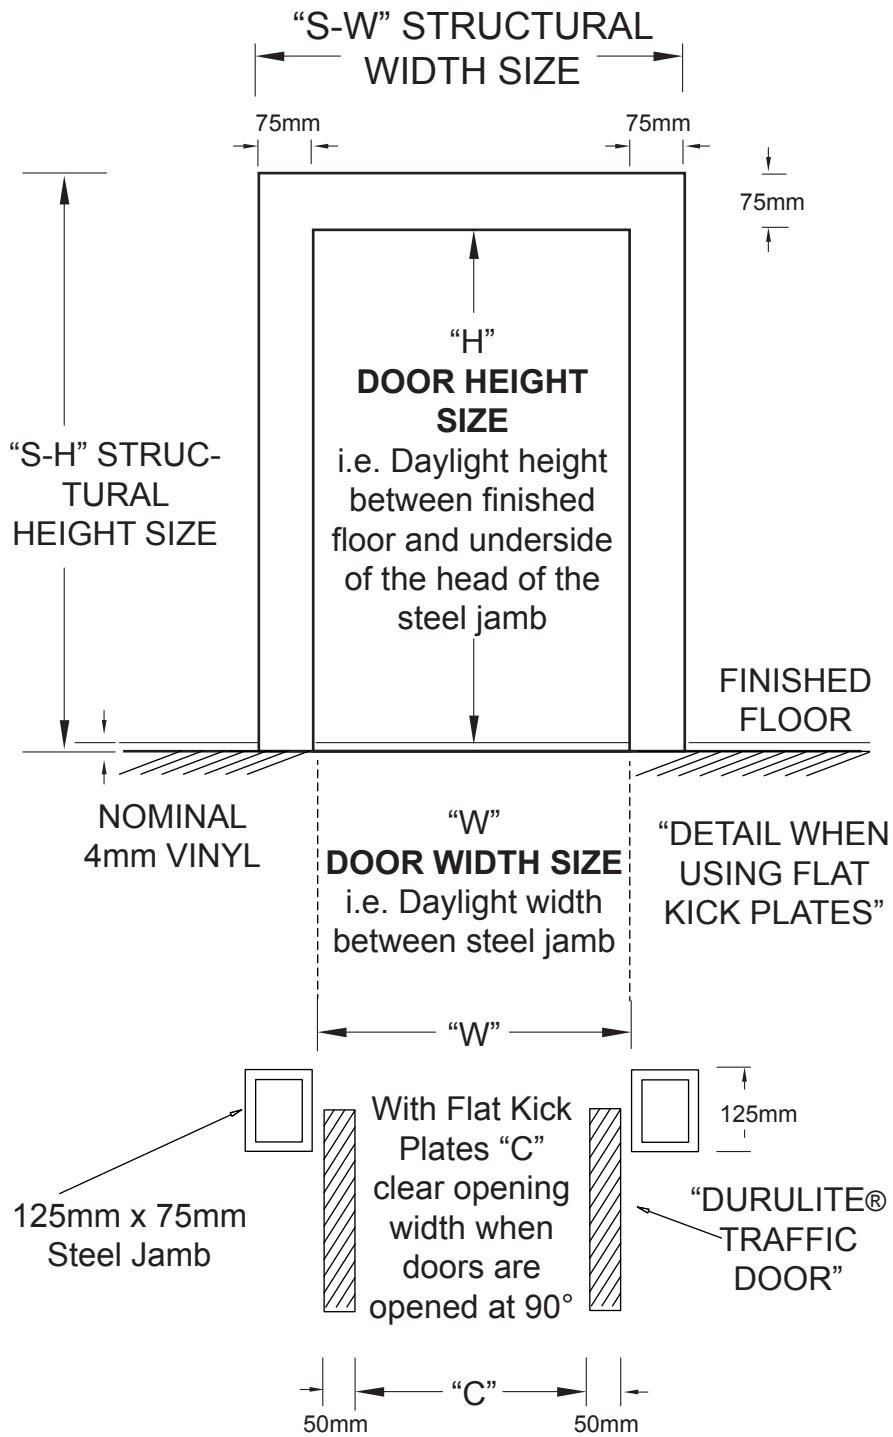 “S-W” STRUCTURAL
WIDTH SIZE
75mm
75mm
75mm
“H”
DOOR HEIGHT
SIZE
i.e. Daylight height
between finished
floor and underside
of the head of the
steel jamb
“S-H” STRUC-
TURAL
HEIGHT SIZE
FINISHED
FLOOR
NOMINAL
4mm VINYL
“W”
DOOR WIDTH SIZE
i.e. Daylight width
between steel jamb
“DETAIL WHEN
USING FLAT
KICK PLATES”
“W”
With Flat Kick
Plates “C”
clear opening
width when
doors are
opened at 90°
125mm
125mm x 75mm
Steel Jamb
“DURULITE®
TRAFFIC
DOOR”
“C”
50mm
50mm